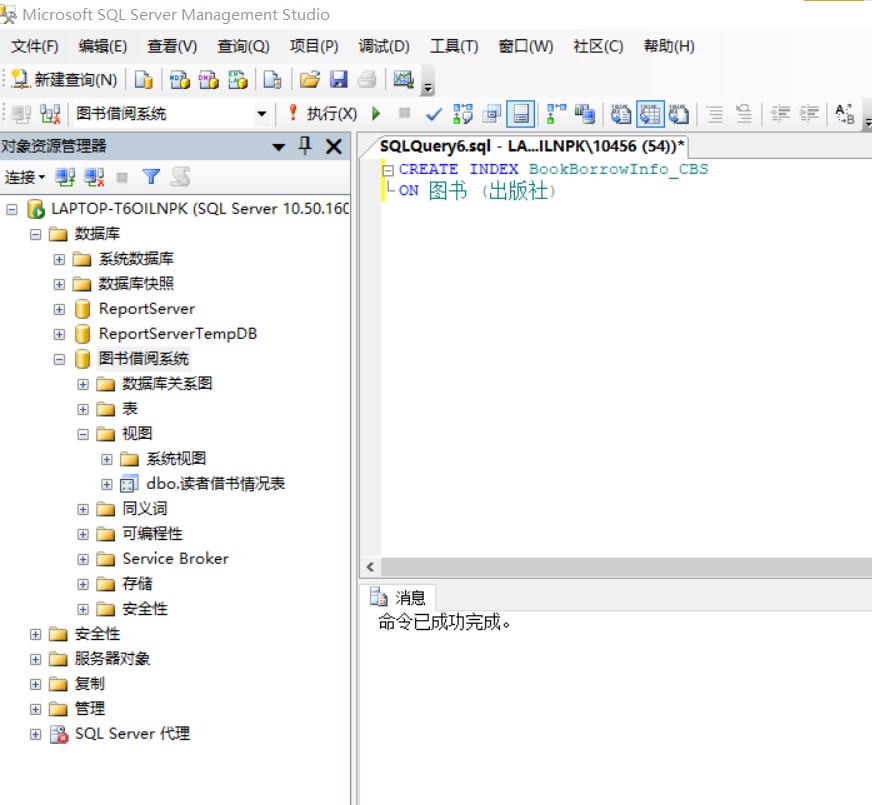 Microsoft SQL Server Management Studio
文件(F) 编辑(E) 查看(V) 查询(Q) 项目(P) 调试(D) 工具(T) 窗口(W) 社区(C) 帮助(H)
新建查询(N)
图书借阅系统 执行(X)
对象资源管理器
SQLQuery6.sql - LA...ILNPK\10456 (54))*
连接
CREATE INDEX BookBorrowInfo_CBS
ON 图书 (出版社)
LAPTOP-T6OILNPK (SQL Server 10.50.160
数据库
系统数据库
数据库快照
ReportServer
ReportServerTempDB
图书借阅系统
数据库关系图
表
视图
系统视图
dbo.读者借书情况表
同义词
可编程性
Service Broker
存储
安全性
安全性
服务器对象
复制
管理
SQL Server 代理
消息
命令已成功完成。